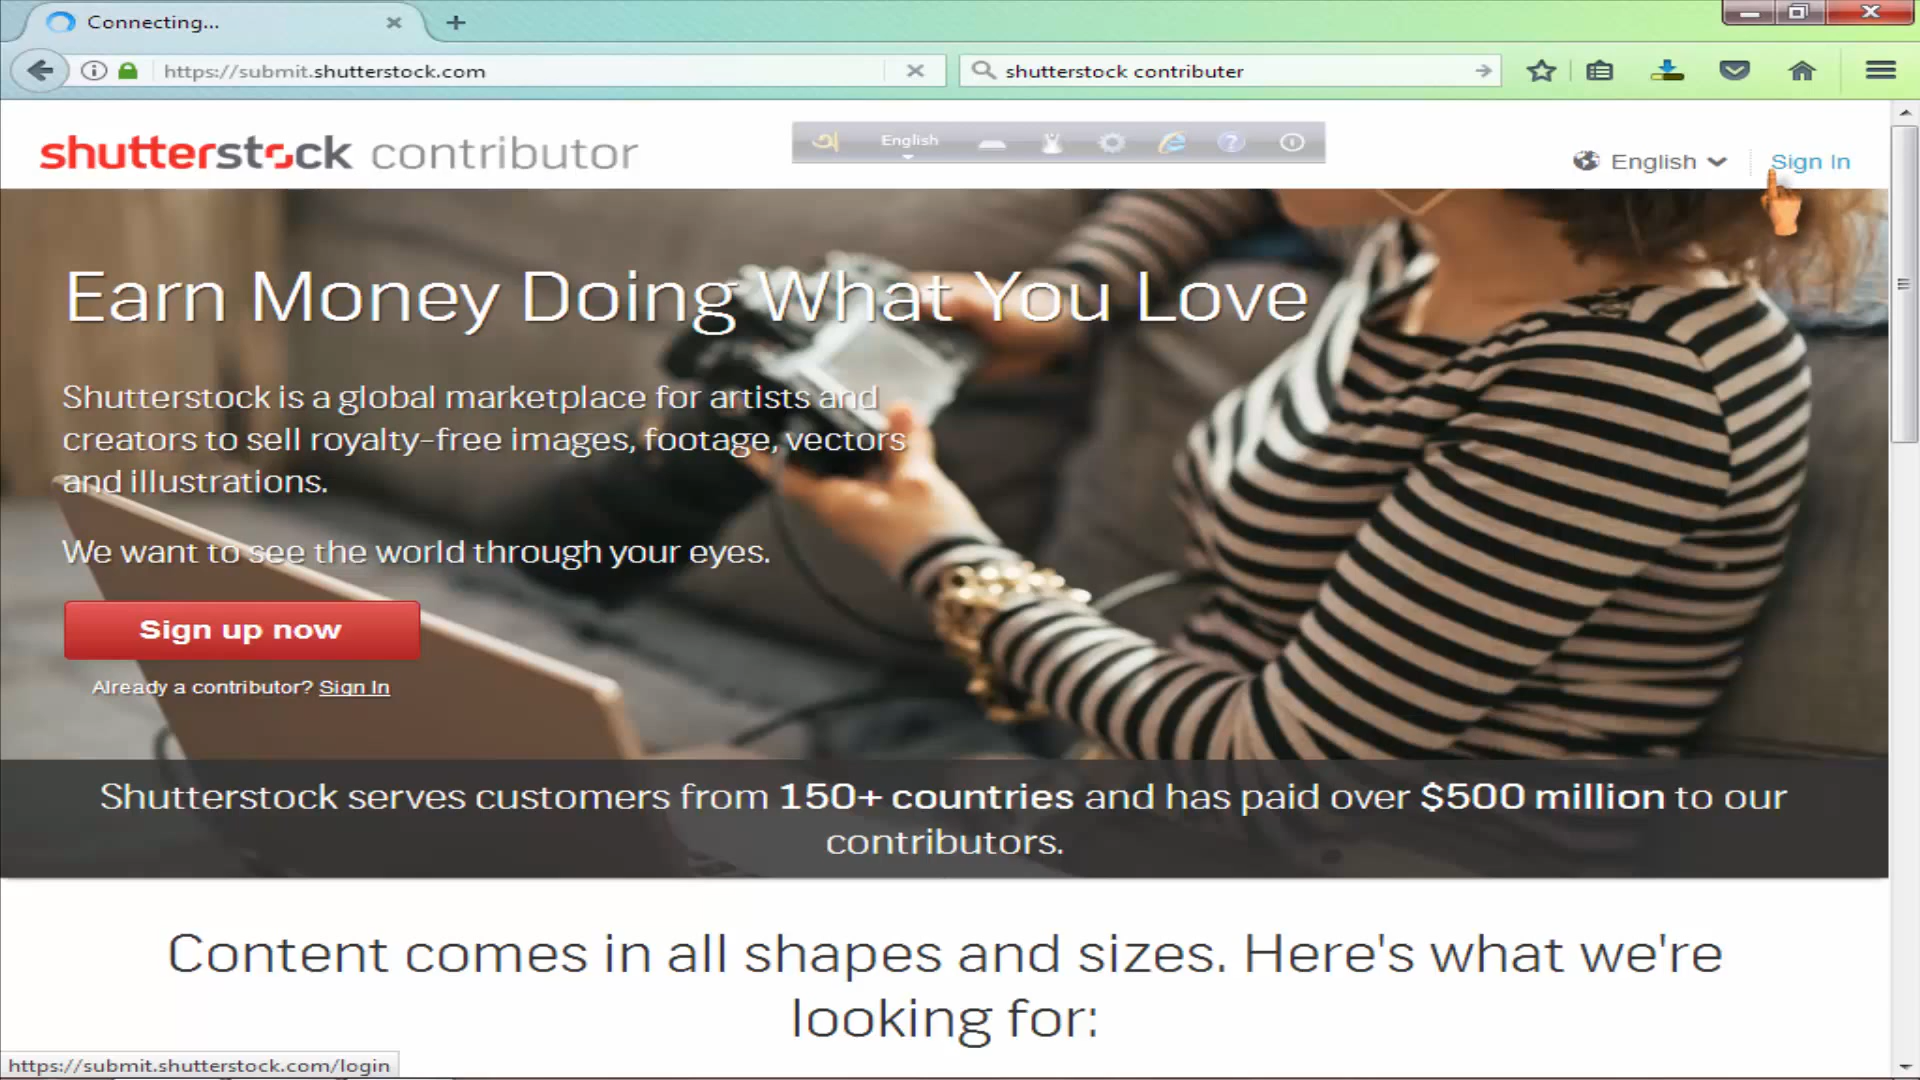 Connecting...
https://submit.shutterstock.com
shutterstock contributer
shutterstock contributor
অ English
English
Sign In
Earn Money Doing What You Love
Shutterstock is a global marketplace for artists and
creators to sell royalty-free images, footage, vectors
and illustrations.
We want to see the world through your eyes.
Sign up now
Already a contributor? Sign In
Shutterstock serves customers from 150+ countries and has paid over $500 million to our
contributors.
Content comes in all shapes and sizes. Here's what we're
looking for:
https://submit.shutterstock.com/login